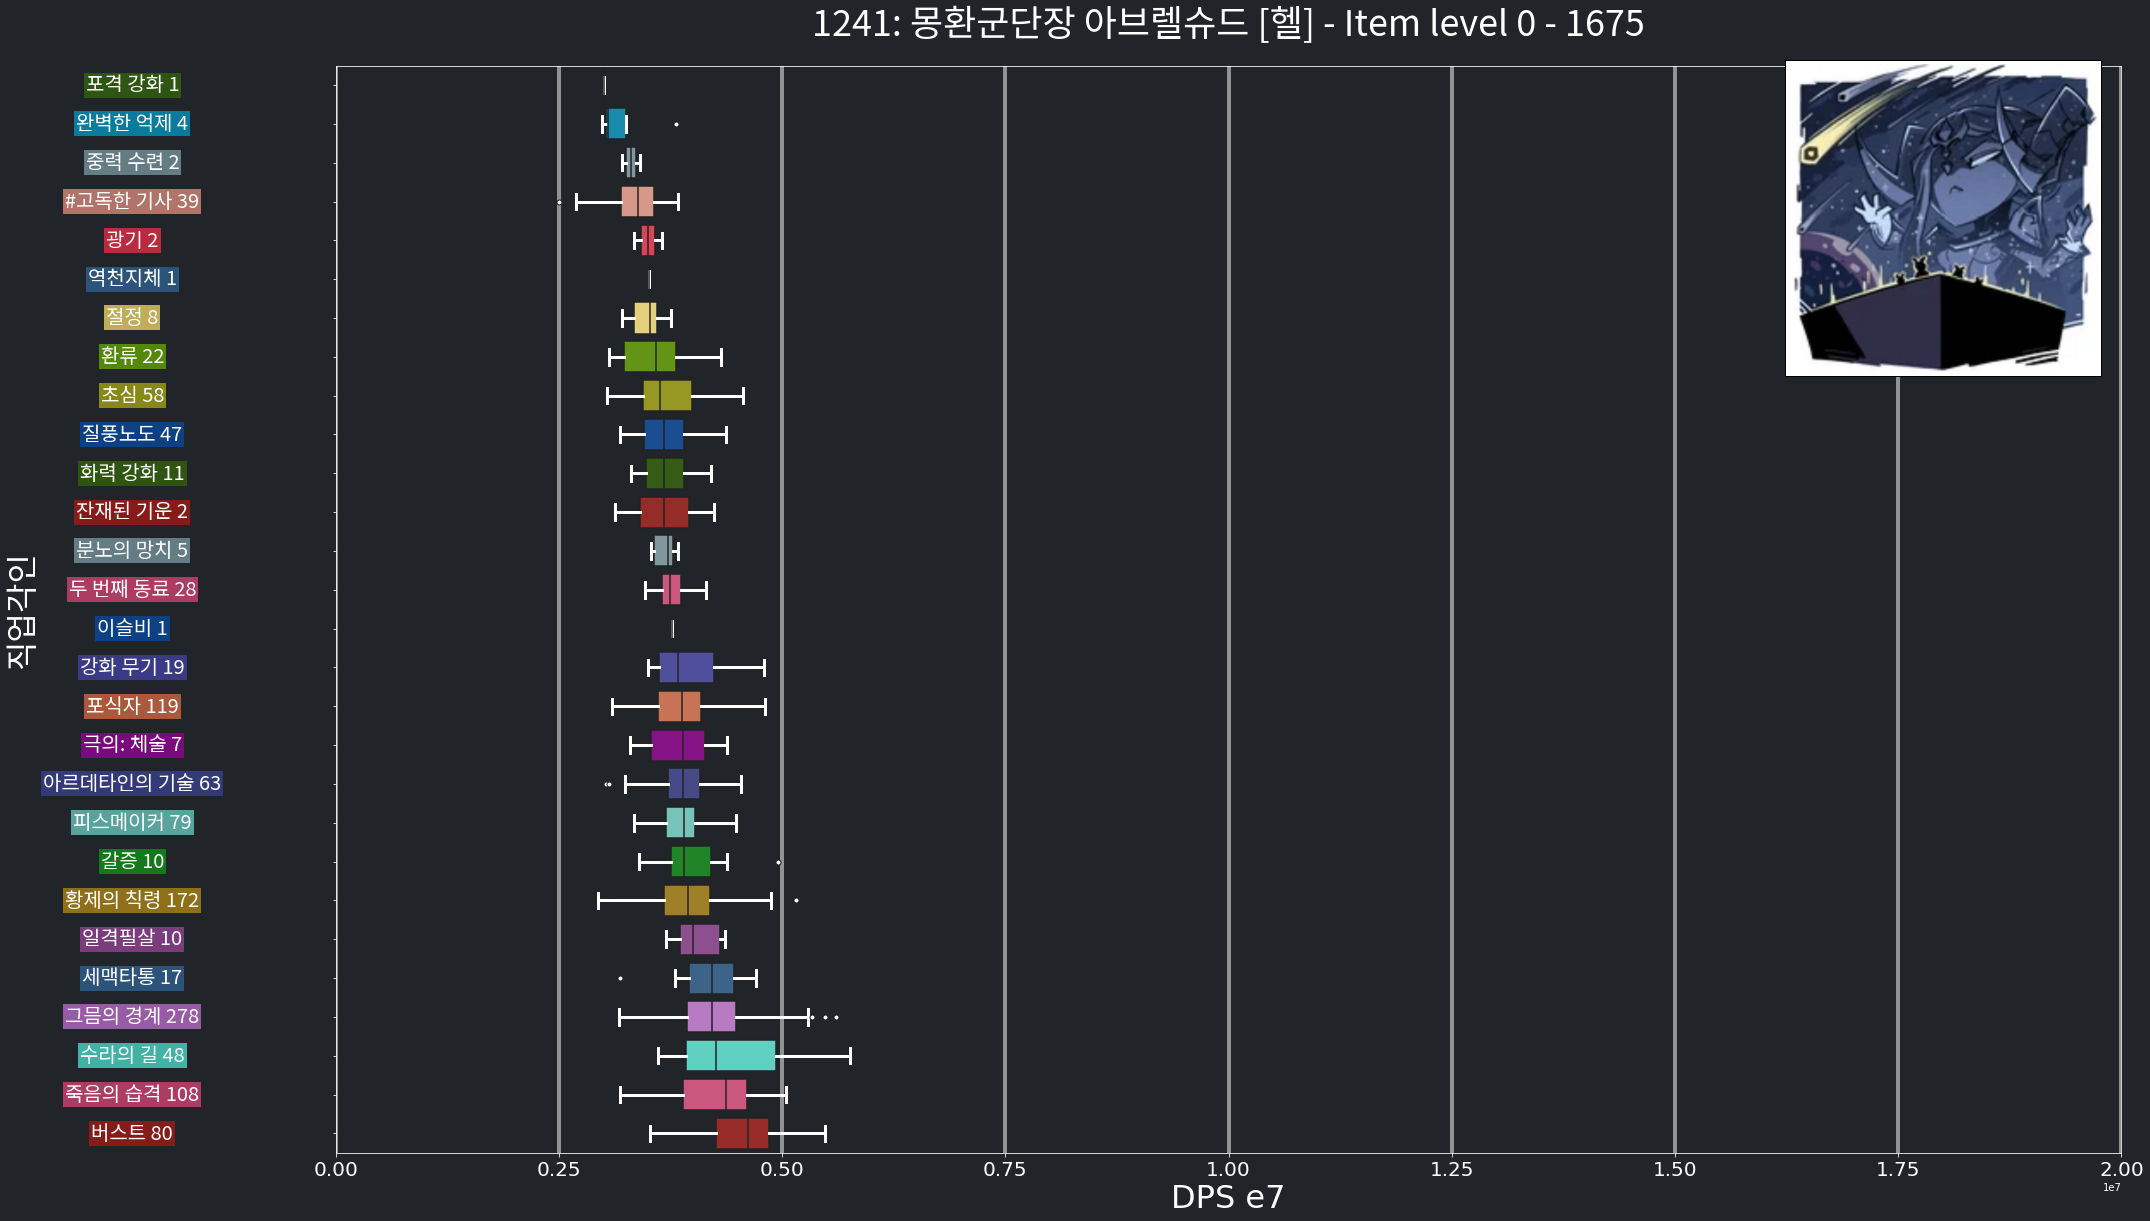 1241: 몽환군단장 아브렐슈드 [헬] - Item level 0 - 1675
직업각인
포격 강화 1
완벽한 억제 4
중력 수련 2
#고독한 기사 39
광기 2
역천지체 1
절정 8
환류 22
초심 58
질풍노도 47
화력 강화 11
잔재된 기운 2
분노의 망치 5
두 번째 동료 28
이슬비 1
강화 무기 19
포식자 119
극의: 체술 7
아르데타인의 기술 63
피스메이커 79
갈증 10
황제의 칙령 172
일격필살 10
세맥타통 17
그믐의 경계 278
수라의 길 48
죽음의 습격 108
버스트 80
0.00 0.25 0.50 0.75 1.00 1.25 1.50 1.75 2.00
1e7
DPS e7